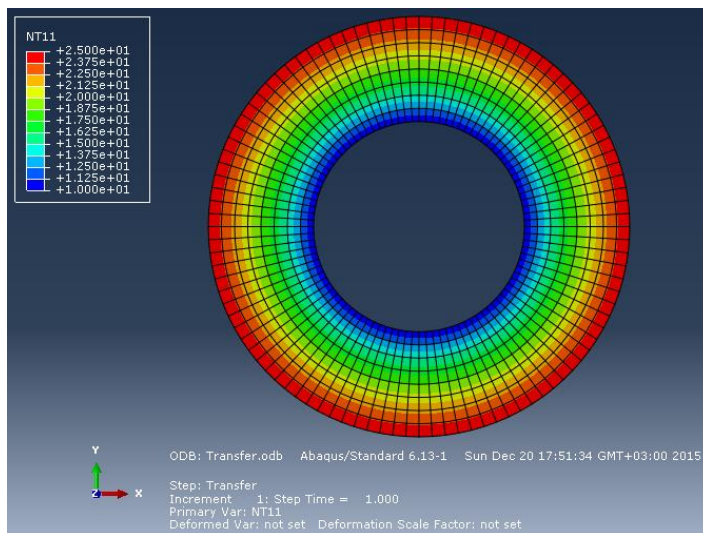 NT11
+2.500e+01
+2.375e+01
+2.250e+01
+2.125e+01
+2.000e+01
+1.875e+01
+1.750e+01
+1.625e+01
+1.500e+01
+1.375e+01
+1.250e+01
+1.125e+01
+1.000e+01
Y
Z
X
ODB: Transfer.odb Abaqus/Standard 6.13-1 Sun Dec 20 17:51:34 GMT+03:00 2015
Step: Transfer
Increment 1: Step Time = 1.000
Primary Var: NT11
Deformed Var: not set Deformation Scale Factor: not set